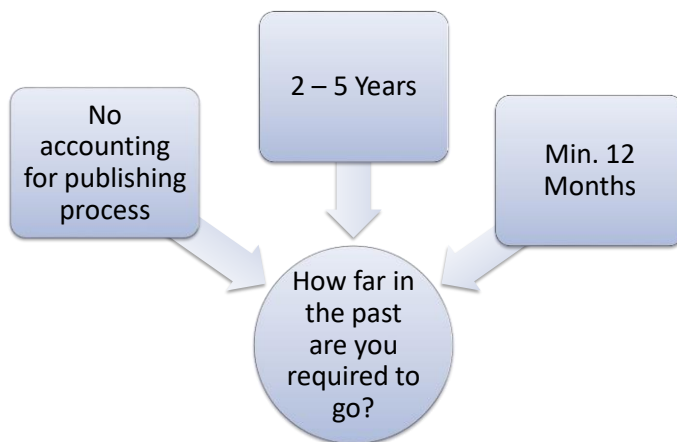 No
accounting
for publishing
process
2 – 5 Years
Min. 12
Months
How far in
the past
are you
required to
go?